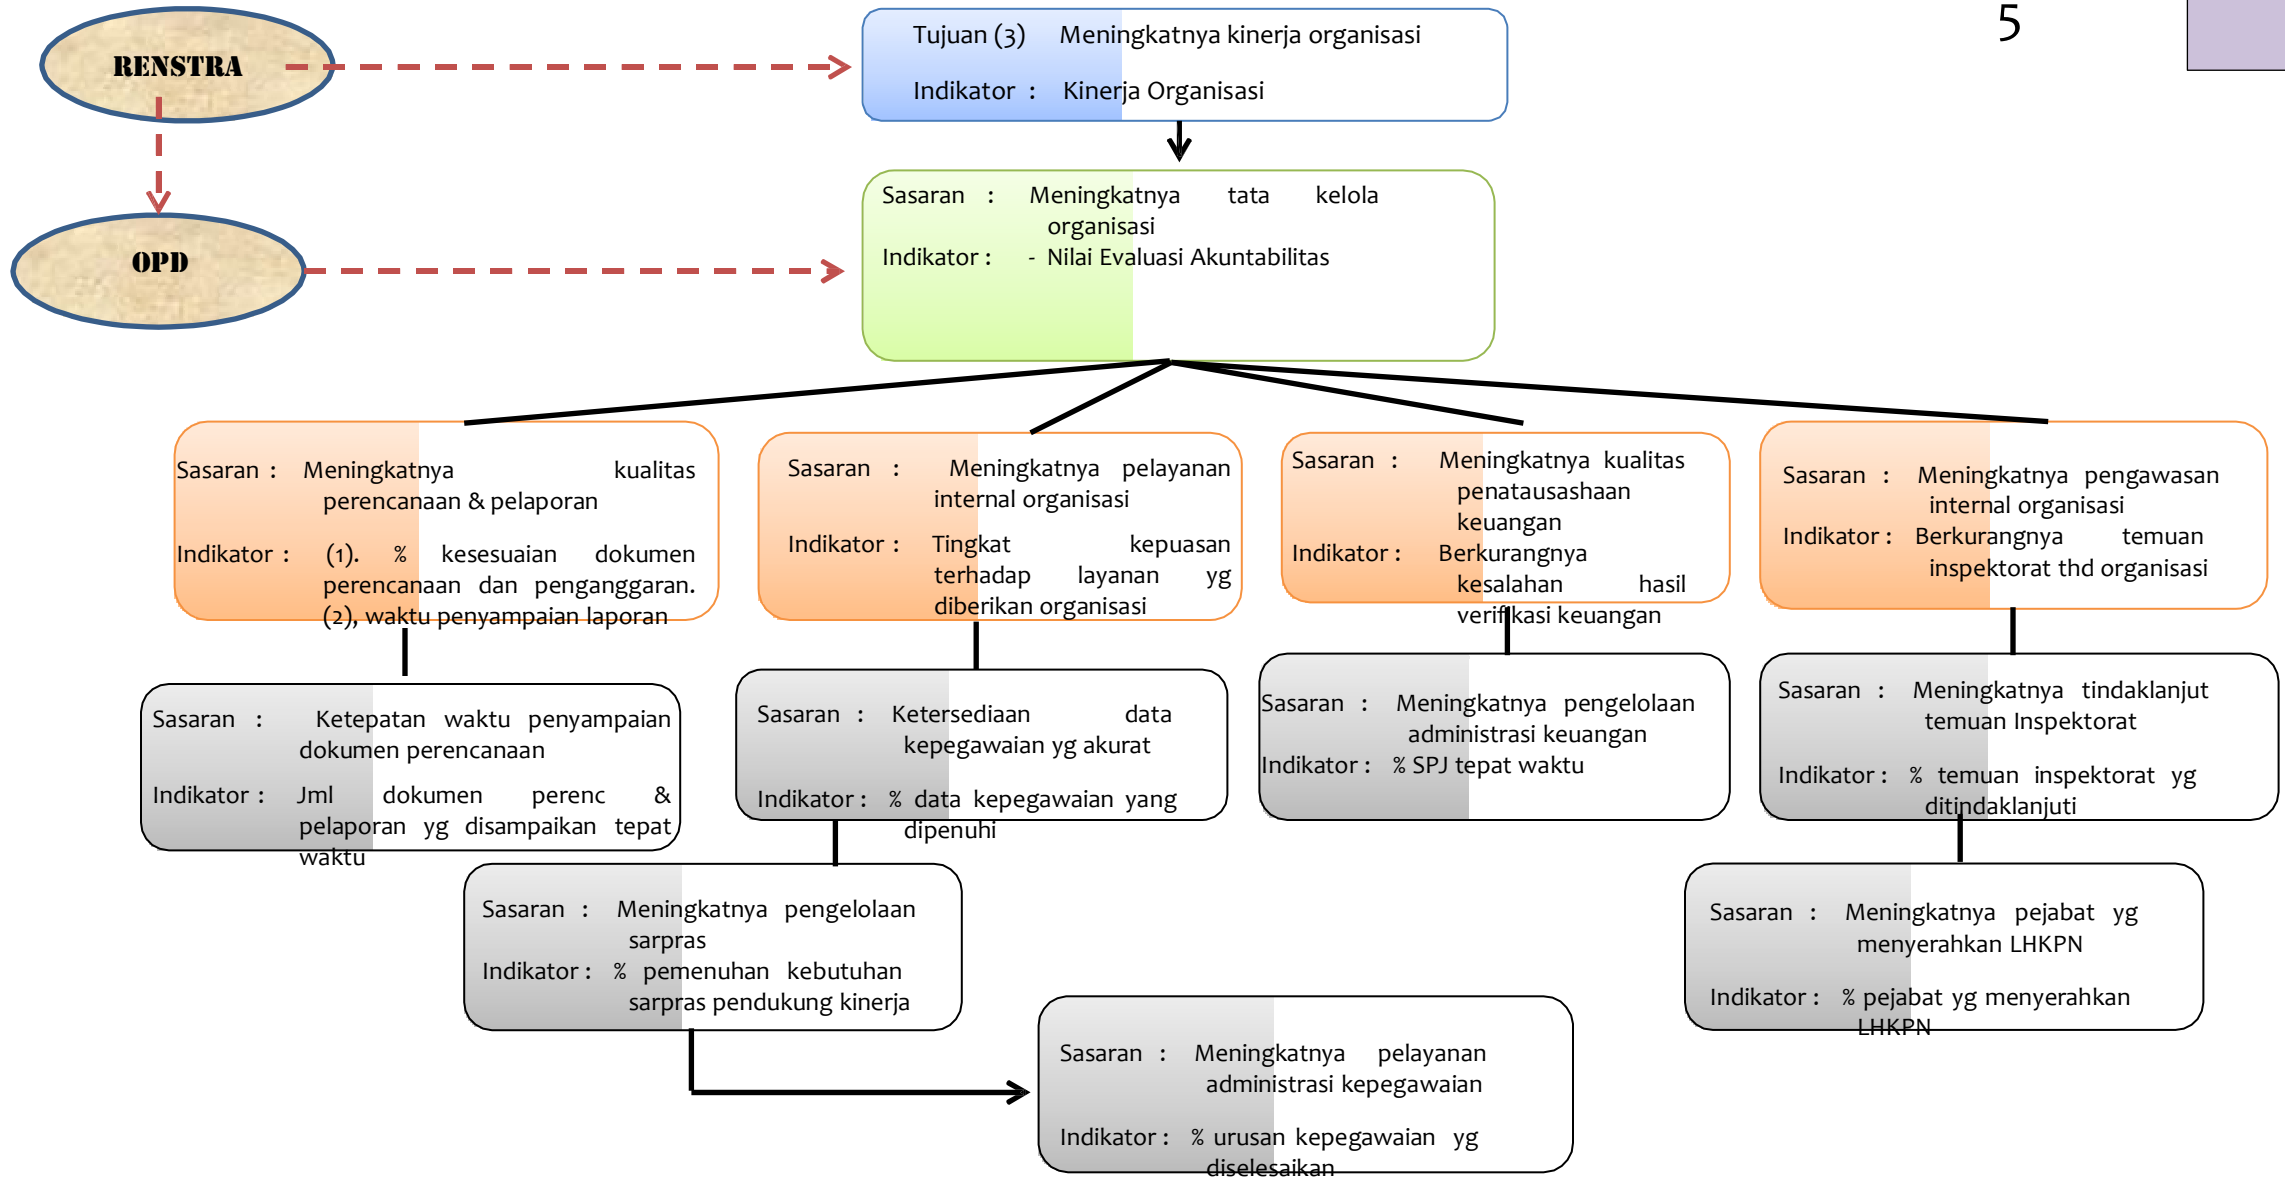 5
RENSTRA
Tujuan (3) Meningkatnya kinerja organisasi
Indikator : Kinerja Organisasi
OPD
Sasaran : Meningkatnya tata kelola
organisasi
Indikator : - Nilai Evaluasi Akuntabilitas
Sasaran : Meningkatnya kualitas
perencanaan & pelaporan
Indikator : (1). % kesesuaian dokumen
perencanaan dan penganggaran.
(2), waktu penyampaian laporan
Sasaran : Meningkatnya pelayanan
internal organisasi
Indikator : Tingkat kepuasan
terhadap layanan yg
diberikan organisasi
Sasaran : Meningkatnya kualitas
penatausashaan
keuangan
Indikator : Berkurangnya
kesalahan hasil
verifikasi keuangan
Sasaran : Meningkatnya pengawasan
internal organisasi
Indikator : Berkurangnya temuan
inspektorat thd organisasi
Sasaran : Ketepatan waktu penyampaian
dokumen perencanaan
Indikator : Jml dokumen perenc &
pelaporan yg disampaikan tepat
waktu
Sasaran : Ketersediaan data
kepegawaian yg akurat
Indikator : % data kepegawaian yang
dipenuhi
Sasaran : Meningkatnya pengelolaan
administrasi keuangan
Indikator : % SPJ tepat waktu
Sasaran : Meningkatnya tindaklanjut
temuan Inspektorat
Indikator : % temuan inspektorat yg
ditindaklanjuti
Sasaran : Meningkatnya pengelolaan
sarpras
Indikator : % pemenuhan kebutuhan
sarpras pendukung kinerja
Sasaran : Meningkatnya pejabat yg
menyerahkan LHKPN
Indikator : % pejabat yg menyerahkan
LHKPN
Sasaran : Meningkatnya pelayanan
administrasi kepegawaian
Indikator : % urusan kepegawaian yg
diselesaikan